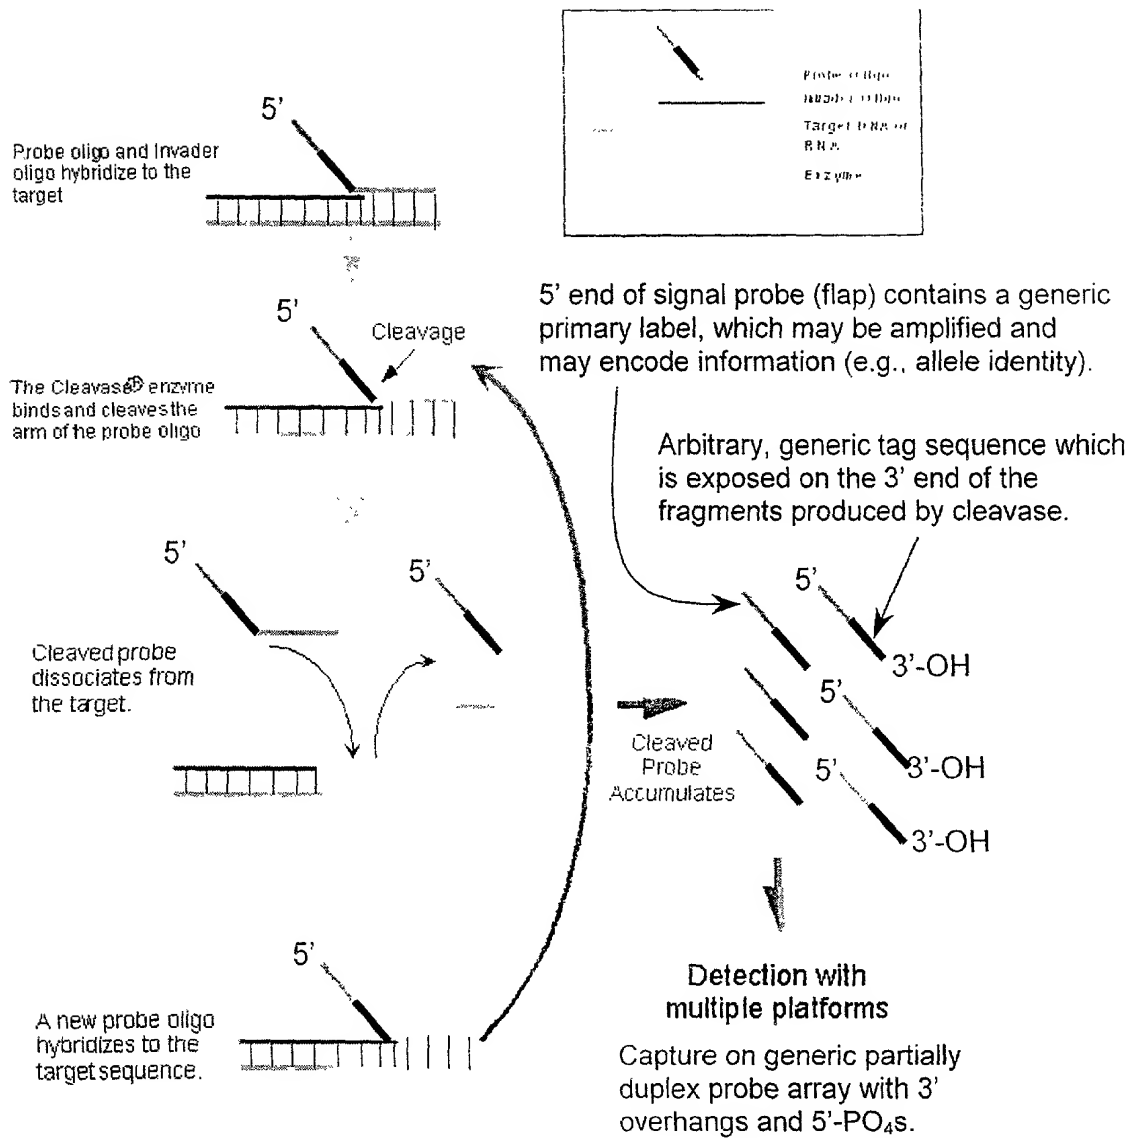 5'
Probe oligo and Invader
oligo hybridize to the
target
Probe oligo
Target DNA or
RNA
Enzyme
5' end of signal probe (flap) contains a generic
primary label, which may be amplified and
may encode information (e.g., allele identity).
5'
Cleavage
The Cleavase® enzyme
binds and cleaves the
arm of he probe oligo
Arbitrary, generic tag sequence which
is exposed on the 3' end of the
fragments produced by cleavase.
5'
5'
5'
3'-OH
Cleaved probe
dissociates from
the target.
5'
3'-OH
Cleaved
Probe
Accumulates
5'
3'-OH
5'
A new probe oligo
hybridizes to the
target sequence.
Detection with
multiple platforms
Capture on generic partially
duplex probe array with 3'
overhangs and 5'-PO₄s.